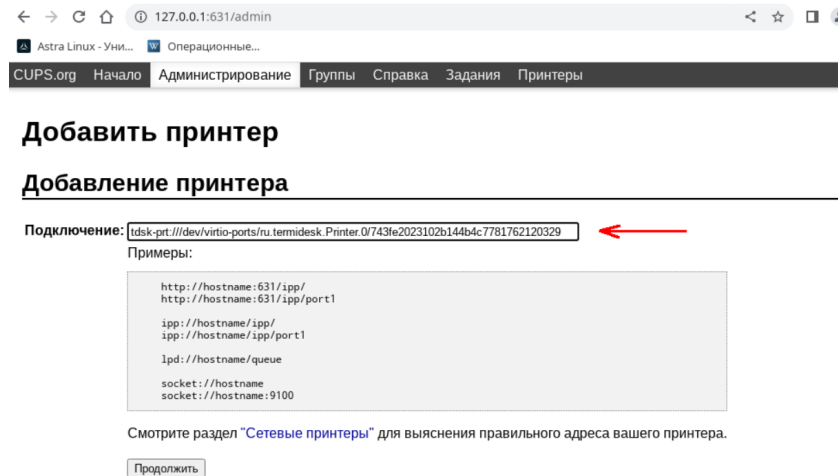 127.0.0.1:631/admin
Astra Linux - Уни... Операционные...
CUPS.org Начало Администрирование Группы Справка Задания Принтеры
Добавить принтер
Добавление принтера
Подключение: tdsk-prt:///dev/virtio-ports/ru.termidesk.Printer.0/743fe2023102b144b4c7781762120329
Примеры:
http://hostname:631/ipp/
http://hostname:631/ipp/port1
ipp://hostname/ipp/
ipp://hostname/ipp/port1
lpd://hostname/queue
socket://hostname
socket://hostname:9100
Смотрите раздел "Сетевые принтеры" для выяснения правильного адреса вашего принтера.
Продолжить